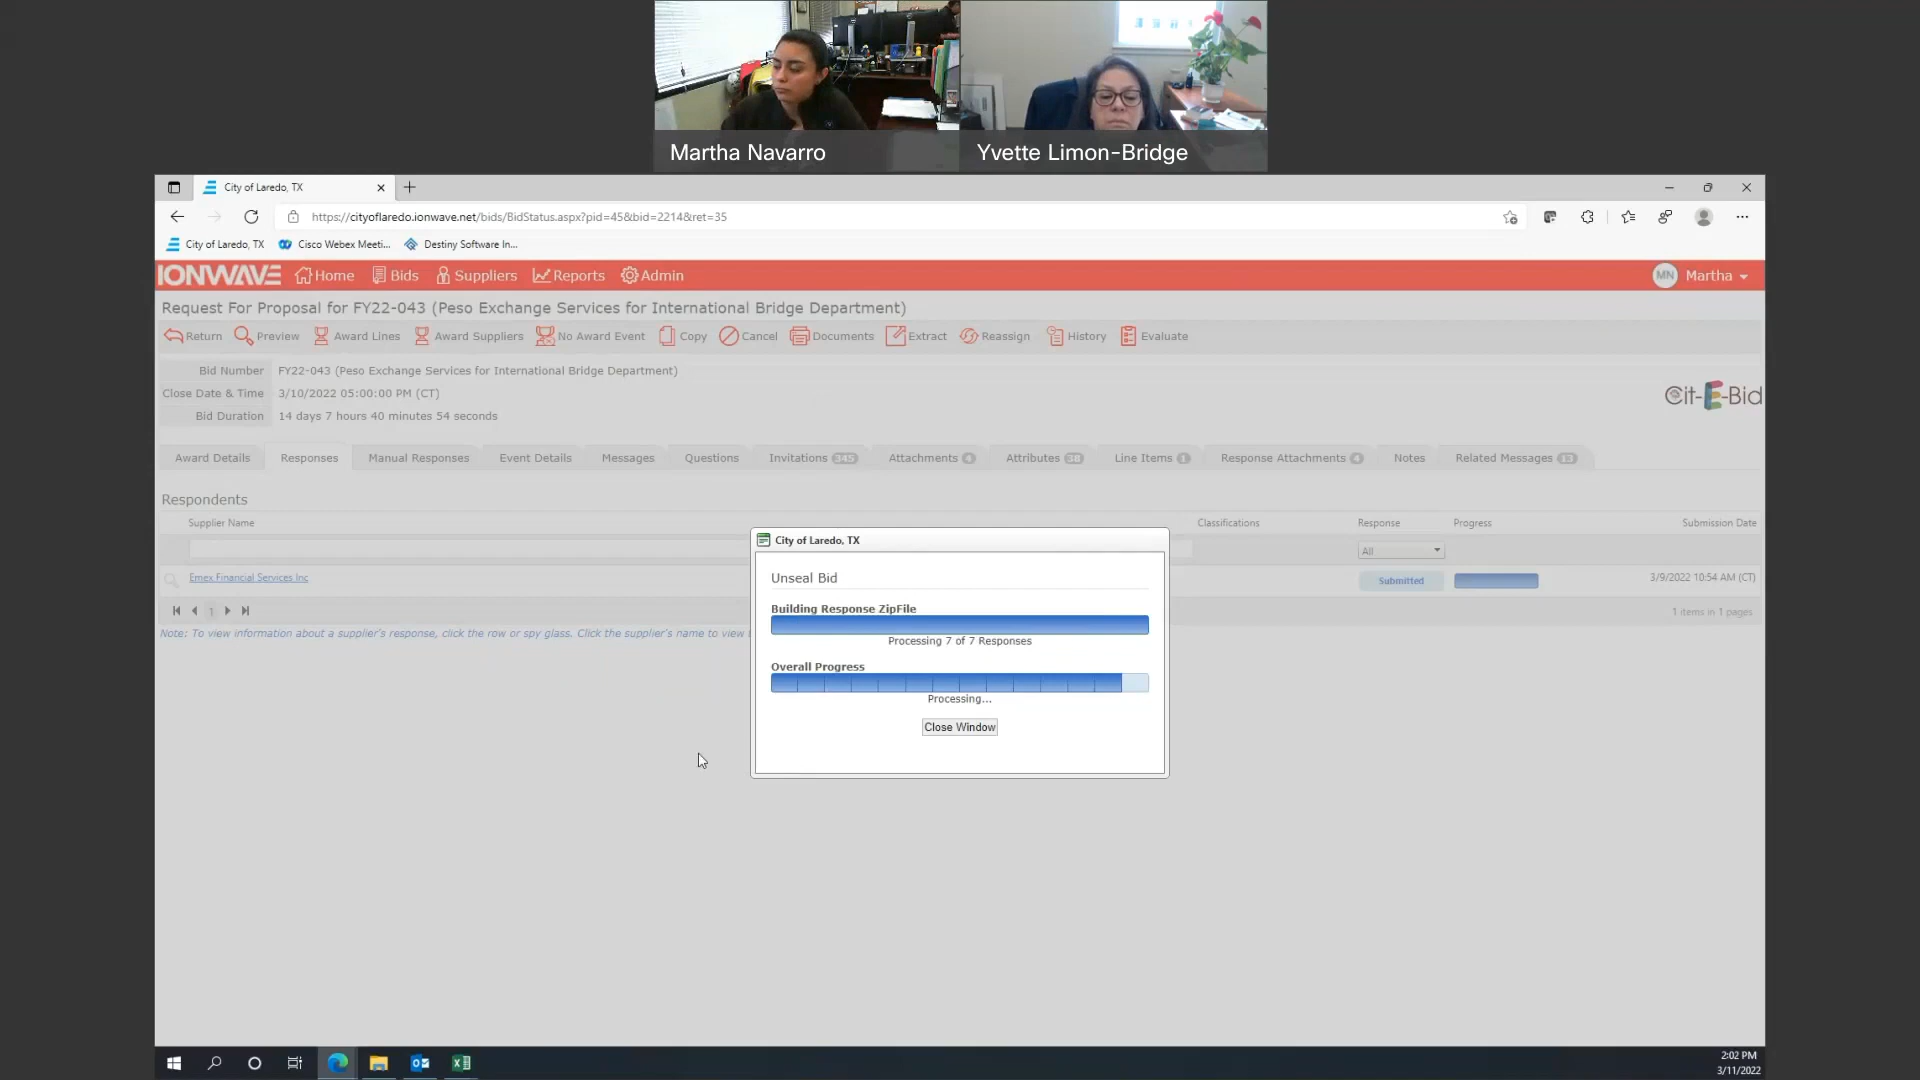 Martha Navarro
Yvette Limon-Bridge
City of Laredo, TX
https://cityoflaredo.ionwave.net/bids/BidStatus.aspx?pid=45&bid=2214&ret=35
City of Laredo, TX
Cisco Webex Meeti...
Destiny Software In...
IONWAVE Home Bids Suppliers Reports Admin
MN Martha
Request For Proposal for FY22-043 (Peso Exchange Services for International Bridge Department)
Return Preview Award Lines Award Suppliers No Award Event Copy Cancel Documents Extract Reassign History Evaluate
Bid Number FY22-043 (Peso Exchange Services for International Bridge Department)
Close Date & Time 3/10/2022 05:00:00 PM (CT)
Cit-E-Bid
Bid Duration 14 days 7 hours 40 minutes 54 seconds
Award Details Responses Manual Responses Event Details Messages Questions Invitations 345 Attachments 4 Attributes 38 Line Items 1 Response Attachments 4 Notes Related Messages 13
Respondents
Supplier Name Classifications Response Progress Submission Date
All
Emex Financial Services Inc Submitted 3/9/2022 10:54 AM (CT)
1 1 items in 1 pages
Note: To view information about a supplier's response, click the row or spy glass. Click the supplier's name to view
City of Laredo, TX
Unseal Bid
Building Response ZipFile
Processing 7 of 7 Responses
Overall Progress
Processing...
Close Window
2:02 PM
3/11/2022